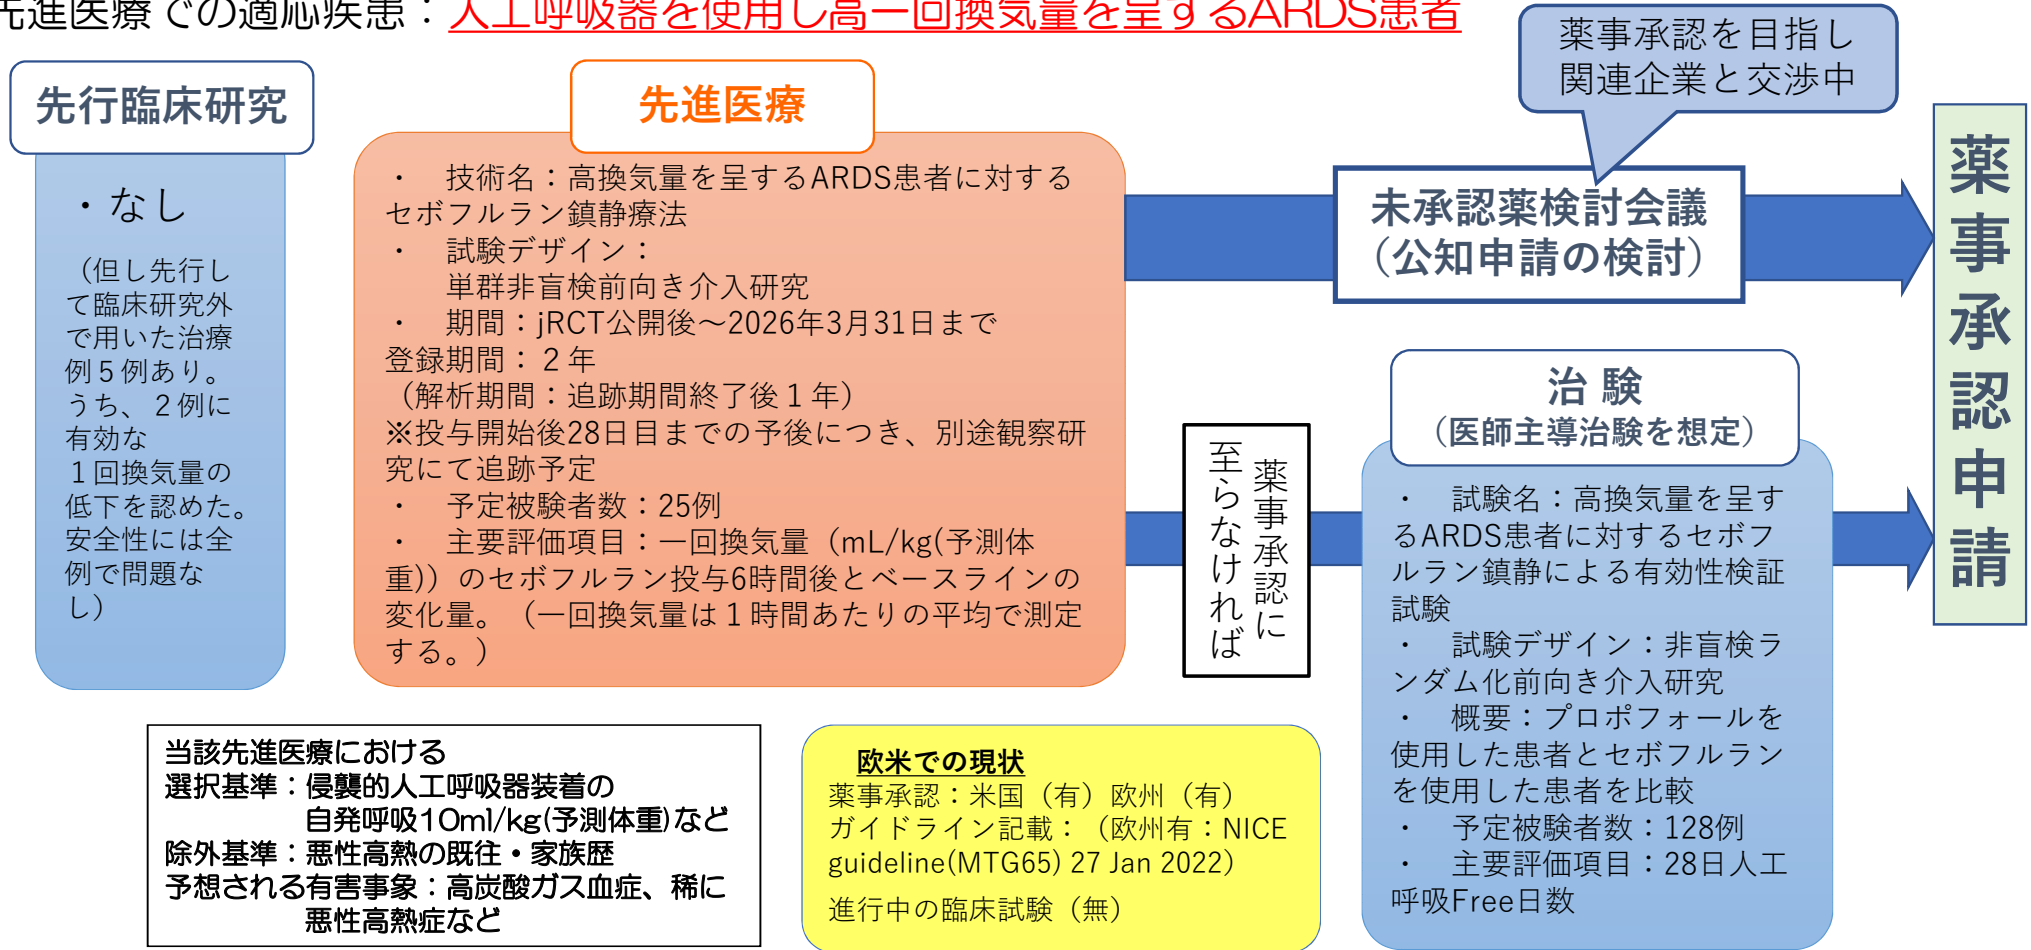 先進医療での適応疾患：人工呼吸器を使用し高一回換気量を呈するARDS患者
薬事承認を目指し
関連企業と交渉中
先行臨床研究
・なし
（但し先行し
て臨床研究外
で用いた治療
例５例あり。
うち、２例に
有効な
１回換気量の
低下を認めた。
安全性には全
例で問題な
し）
先進医療
・　技術名：高換気量を呈するARDS患者に対する
セボフルラン鎮静療法
・　試験デザイン：
単群非盲検前向き介入研究
・　期間：jRCT公開後～2026年3月31日まで
登録期間：２年
（解析期間：追跡期間終了後１年）
※投与開始後28日目までの予後につき、別途観察研
究にて追跡予定
・　予定被験者数：25例
・　主要評価項目：一回換気量（mL/kg(予測体
重)）のセボフルラン投与6時間後とベースラインの
変化量。（一回換気量は１時間あたりの平均で測定
する。）
未承認薬検討会議
（公知申請の検討）
薬事承認に
至らなければ
治 験
（医師主導治験を想定）
・　試験名：高換気量を呈す
るARDS患者に対するセボフ
ルラン鎮静による有効性検証
試験
・　試験デザイン：非盲検ラ
ンダム化前向き介入研究
・　概要：プロポフォールを
使用した患者とセボフルラン
を使用した患者を比較
・　予定被験者数：128例
・　主要評価項目：28日人工
呼吸Free日数
薬事承認申請
当該先進医療における
選択基準：侵襲的人工呼吸器装着の
自発呼吸10ml/kg(予測体重)など
除外基準：悪性高熱の既往・家族歴
予想される有害事象：高炭酸ガス血症、稀に
悪性高熱症など
欧米での現状
薬事承認：米国（有）欧州（有）
ガイドライン記載：（欧州有：NICE
guideline(MTG65) 27 Jan 2022）
進行中の臨床試験（無）